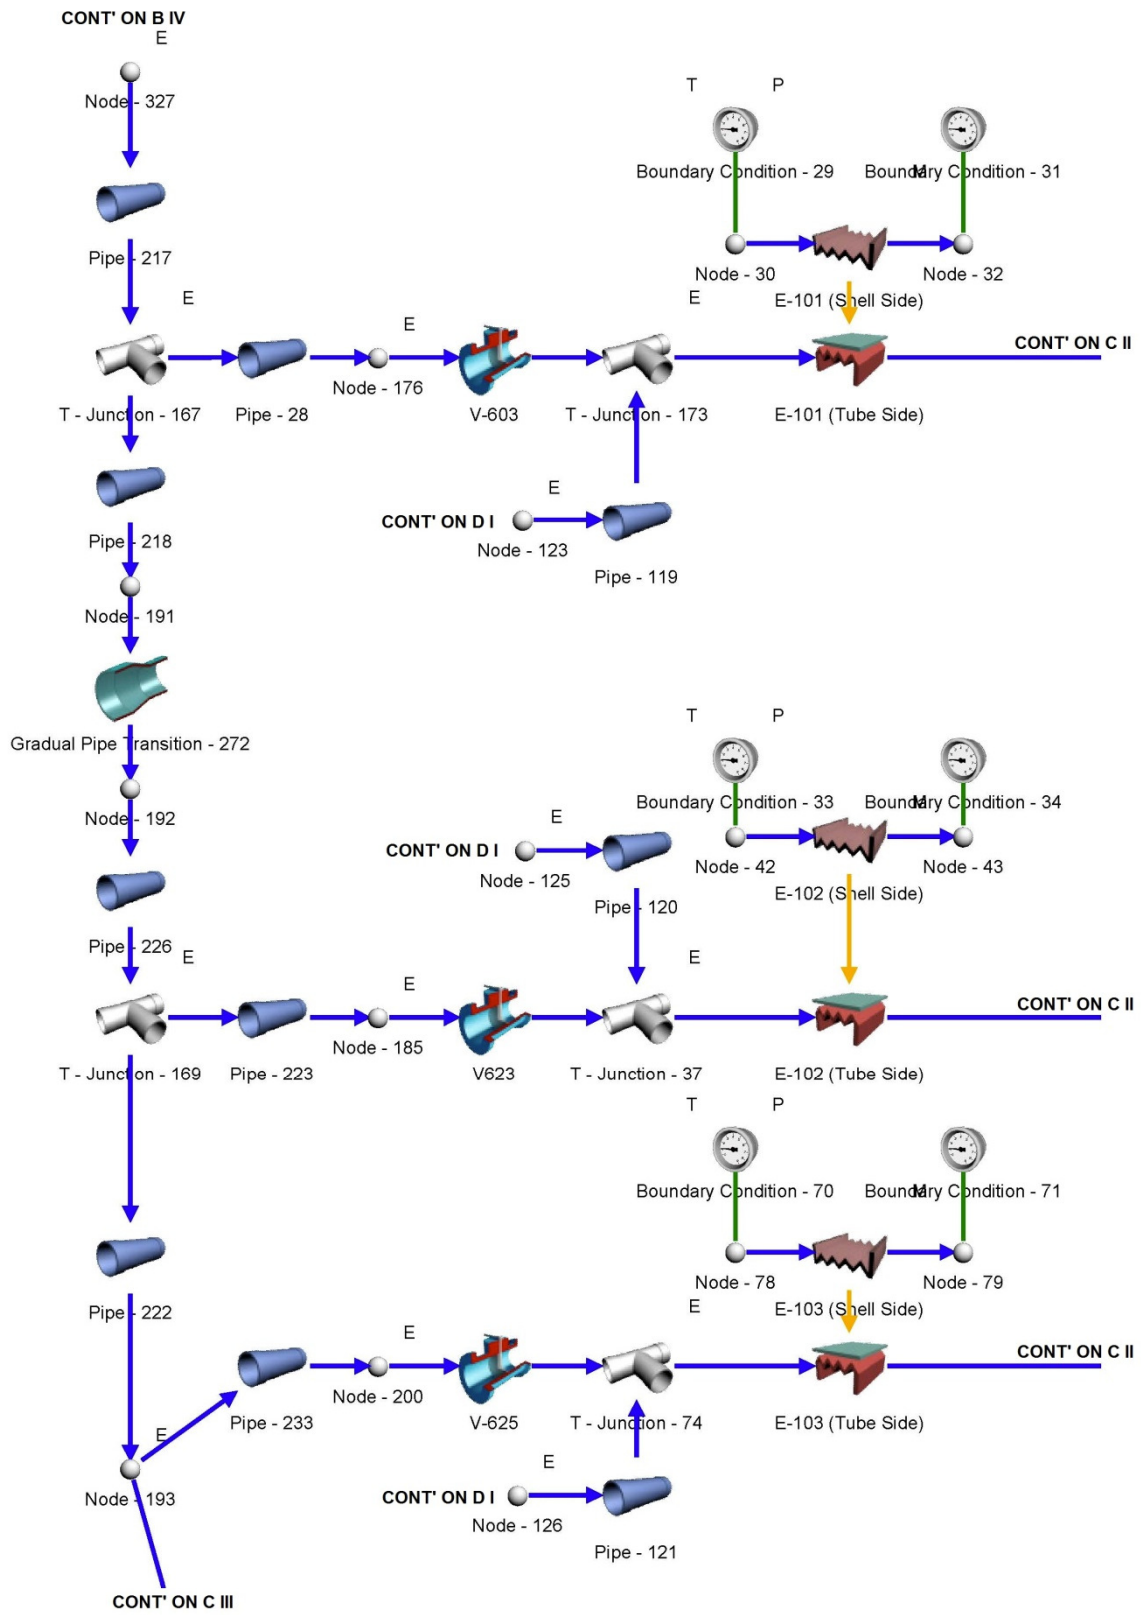 CONT' ON B IV
E
Node - 327
T P
Boundary Condition - 29 Boundary Condition - 31
M
Pipe - 217
Node - 30 Node - 32
E E E-101 (Shell Side)
E
CONT' ON C II
Node - 176
T - Junction - 167 Pipe - 28 V-603 T - Junction - 173 E-101 (Tube Side)
E
CONT' ON D I
Pipe - 218 Node - 123
Pipe - 119
Node - 191
T P
Gradual Pipe Transition - 272
Boundary Condition - 33 Boundary Condition - 34
M
Node - 192 E
CONT' ON D I
Node - 125 Node - 42 Node - 43
Pipe - 120 E-102 (Shell Side)
Pipe - 226
E E
E
CONT' ON C II
Node - 185
T - Junction - 169 Pipe - 223 V623 T - Junction - 37 E-102 (Tube Side)
T P
Boundary Condition - 70 Boundary Condition - 71
M
Node - 78 Node - 79
Pipe - 222 E E-103 (Shell Side)
E
CONT' ON C II
Node - 200
Pipe - 233 V-625 T - Junction - 74 E-103 (Tube Side)
E
E
Node - 193 CONT' ON D I
Node - 126
Pipe - 121
CONT' ON C III